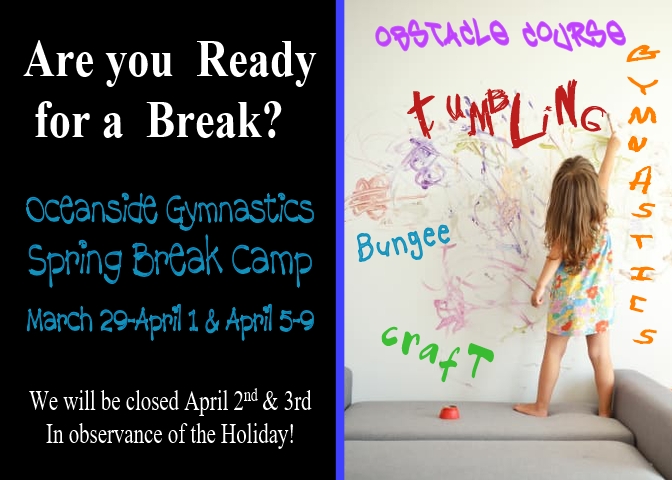 Are you Ready
for a Break?
Oceanside Gymnastics
Spring Break Camp
March 29-April 1 & April 5-9
We will be closed April 2nd & 3rd
In observance of the Holiday!
OBSTACLE COURSE
TUMBLiNG
GYMNASTICS
Bungee
crafT